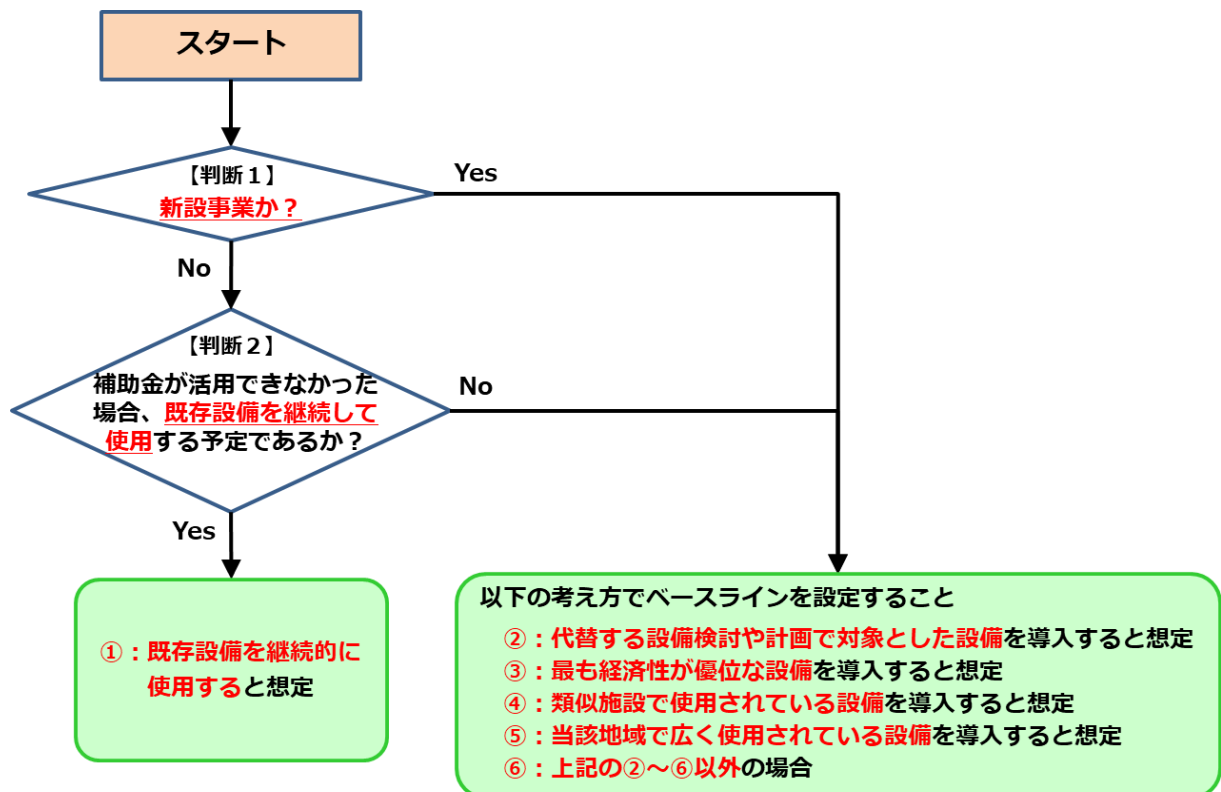 スタート
【判断１】
新設事業か？
Yes
No
【判断２】
補助金が活用できなかった
場合、既存設備を継続して
使用する予定であるか？
No
Yes
①：既存設備を継続的に
使用すると想定
以下の考え方でベースラインを設定すること
②：代替する設備検討や計画で対象とした設備を導入すると想定
③：最も経済性が優位な設備を導入すると想定
④：類似施設で使用されている設備を導入すると想定
⑤：当該地域で広く使用されている設備を導入すると想定
⑥：上記の②～⑥以外の場合